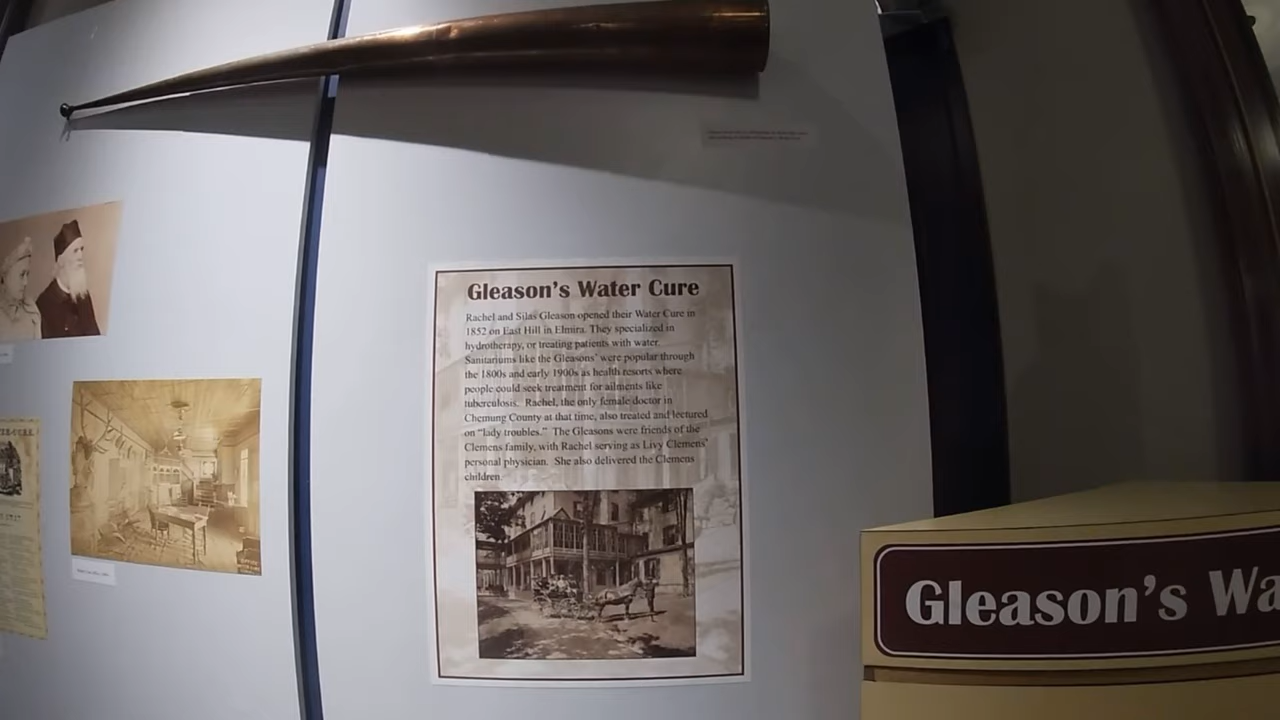 Gleason's Water Cure
Rachel and Silas Gleason opened their Water Cure in
1852 on East Hill in Elmira. They specialized in
hydrotherapy, or treating patients with water.
Sanitariums like the Gleasons' were popular through
the 1800s and early 1900s as health resorts where
people could seek treatment for ailments like
tuberculosis. Rachel, the only female doctor in
Chemung County at that time, also treated and lectured
on "lady troubles." The Gleasons were friends of the
Clemens family, with Rachel serving as Livy Clemens'
personal physician. She also delivered the Clemens
children.
Gleason's Wa